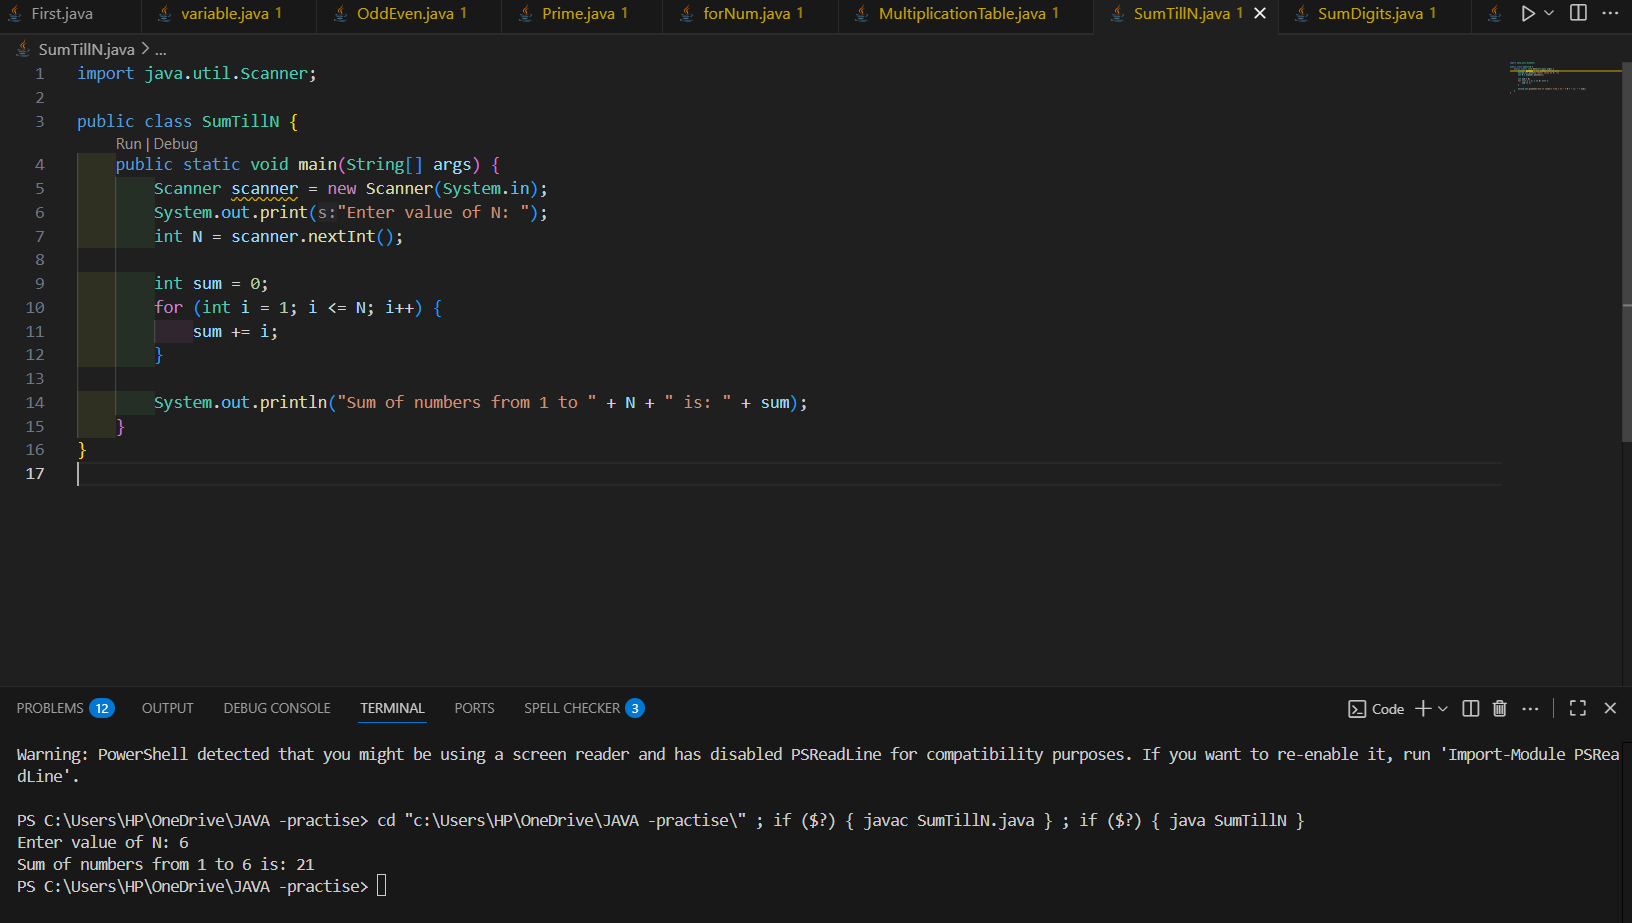 First.java variable.java 1 OddEven.java 1 Prime.java 1 forNum.java 1 MultiplicationTable.java 1 SumTillN.java 1 SumDigits.java 1
SumTillN.java > ...
1 import java.util.Scanner;
2
3 public class SumTillN {
Run | Debug
4 public static void main(String[] args) {
5 Scanner scanner = new Scanner(System.in);
6 System.out.print(s:"Enter value of N: ");
7 int N = scanner.nextInt();
8
9 int sum = 0;
10 for (int i = 1; i <= N; i++) {
11 sum += i;
12 }
13
14 System.out.println("Sum of numbers from 1 to " + N + " is: " + sum);
15 }
16 }
17
PROBLEMS 12 OUTPUT DEBUG CONSOLE TERMINAL PORTS SPELL CHECKER 3 Code
Warning: PowerShell detected that you might be using a screen reader and has disabled PSReadLine for compatibility purposes. If you want to re-enable it, run 'Import-Module PSRea
dLine'.
PS C:\Users\HP\OneDrive\JAVA -practise> cd "c:\Users\HP\OneDrive\JAVA -practise\" ; if ($?) { javac SumTillN.java } ; if ($?) { java SumTillN }
Enter value of N: 6
Sum of numbers from 1 to 6 is: 21
PS C:\Users\HP\OneDrive\JAVA -practise>